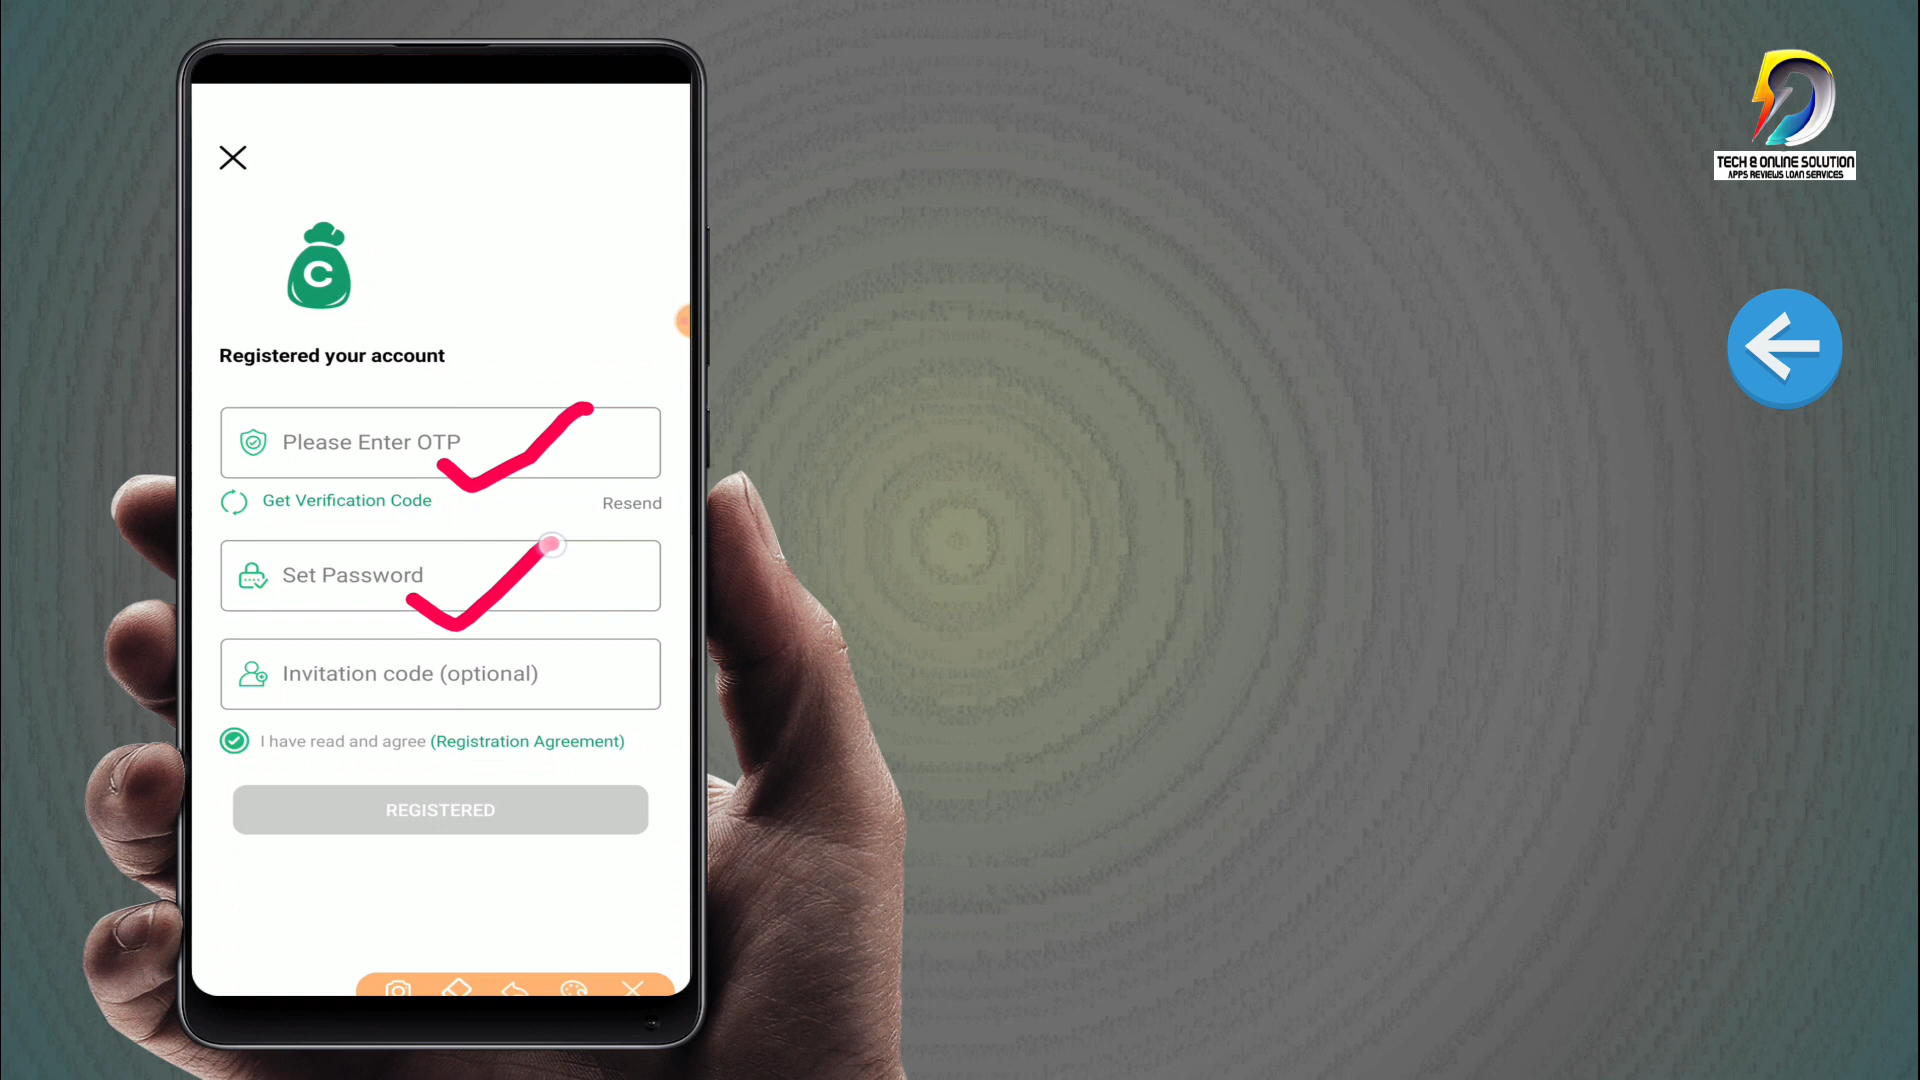 TECH & ONLINE SOLUTION
APPS REVIEWS LOAN SERVICES
C
Registered your account
Please Enter OTP
Get Verification Code
Resend
Set Password
Invitation code (optional)
I have read and agree (Registration Agreement)
REGISTERED